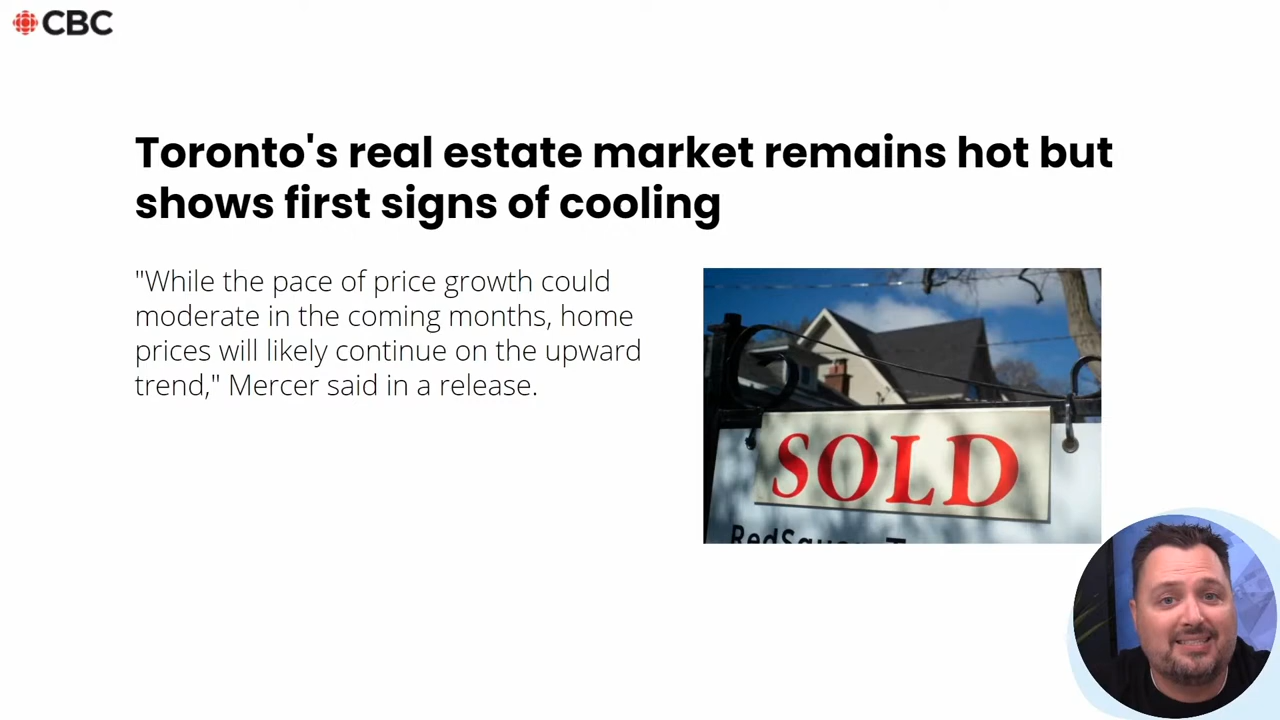 CBC
Toronto's real estate market remains hot but
shows first signs of cooling
"While the pace of price growth could
moderate in the coming months, home
prices will likely continue on the upward
trend," Mercer said in a release.
SOLD